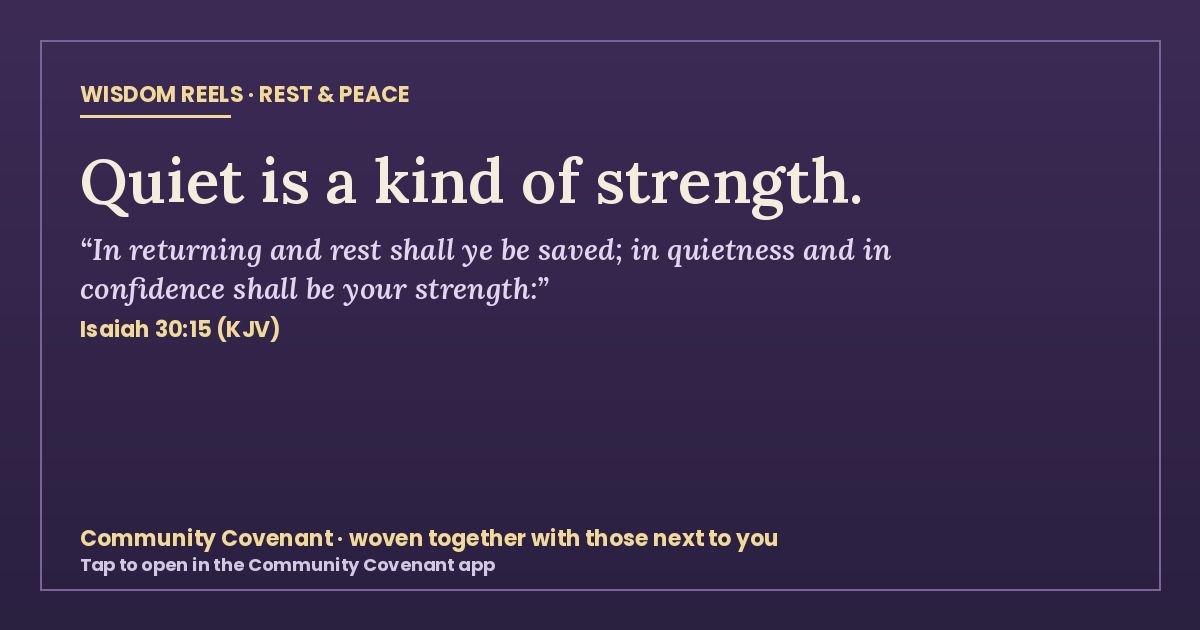 WISDOM REELS · REST & PEACE
Quiet is a kind of strength.
“In returning and rest shall ye be saved; in quietness and in
confidence shall be your strength:”
Isaiah 30:15 (KJV)
Community Covenant · woven together with those next to you
Tap to open in the Community Covenant app